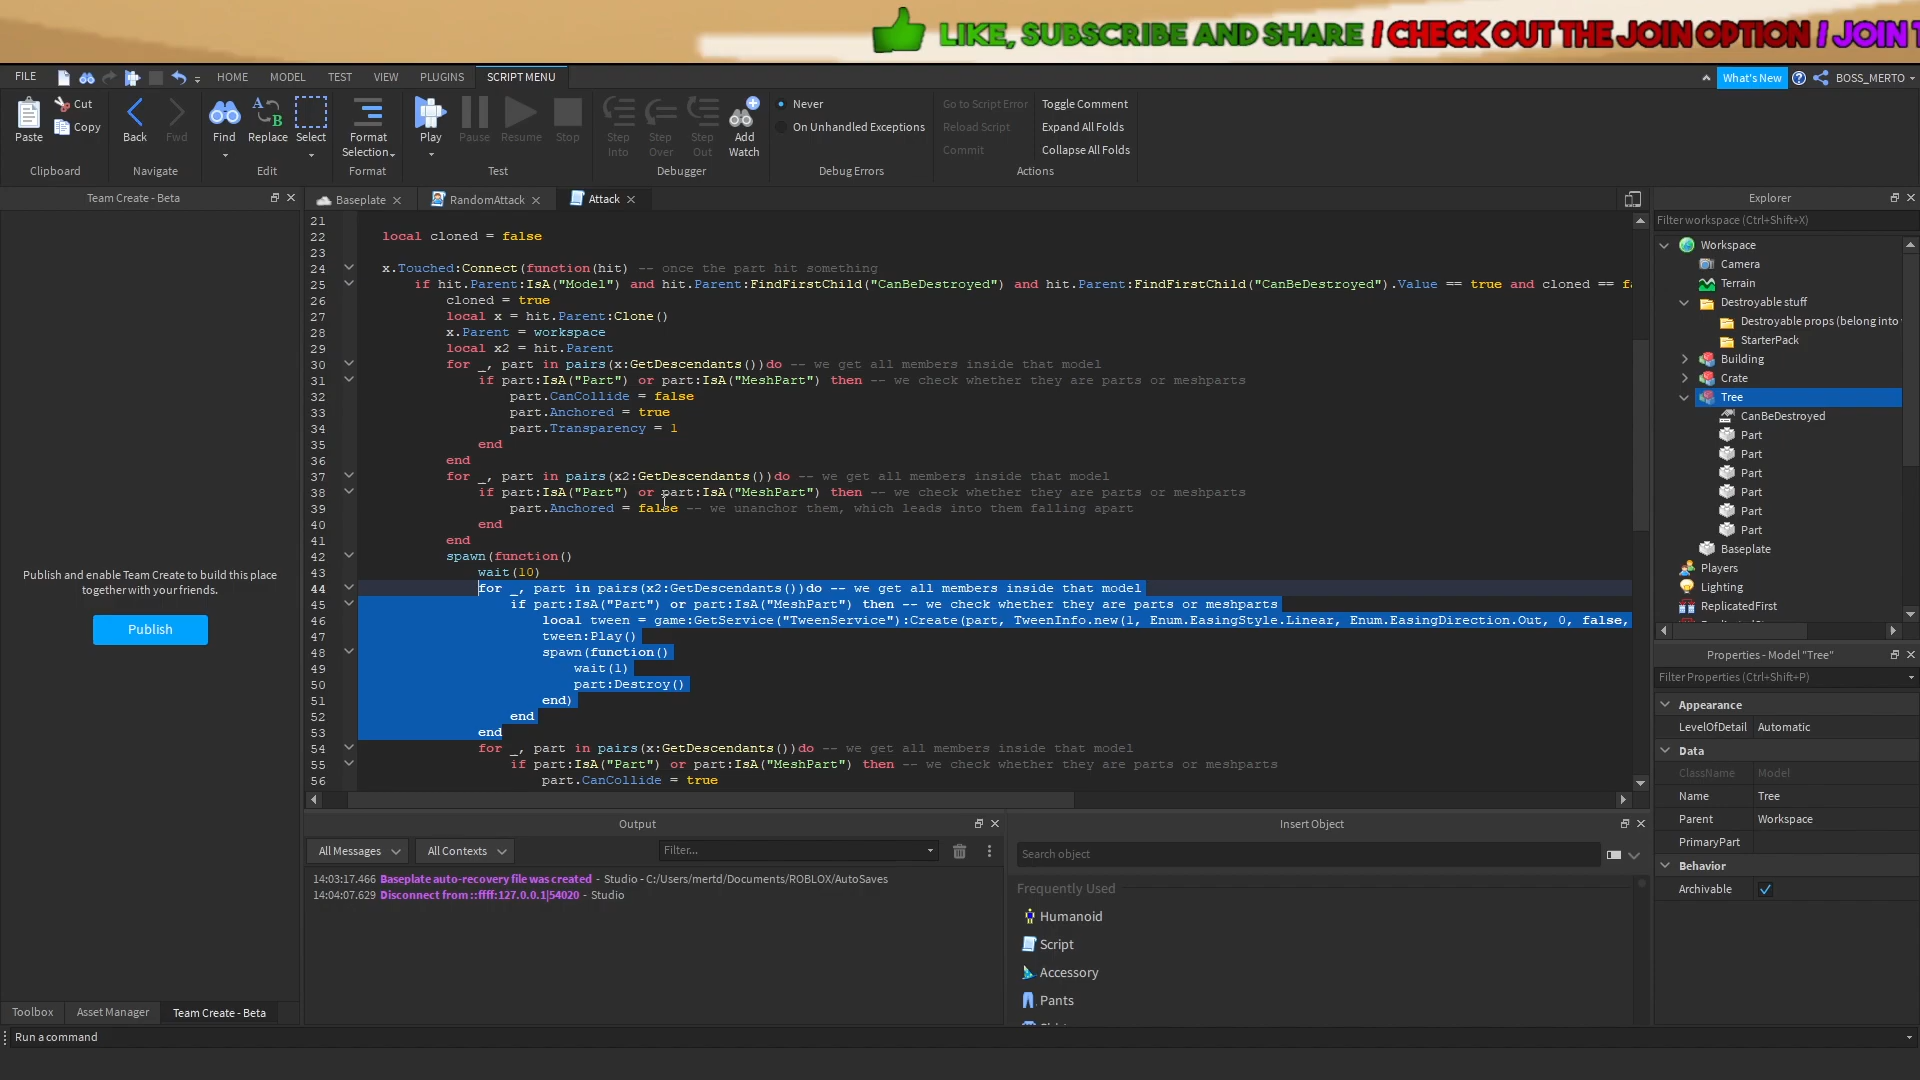 LIKE, SUBSCRIBE AND SHARE / CHECK OUT THE JOIN OPTION / JOIN
FILE HOME MODEL TEST VIEW PLUGINS SCRIPT MENU What's New BOSS_MERTO
Cut
Copy
Paste
Back
Fwd
Find
Replace
Select
Format Selection
Play
Pause
Resume
Stop
Step Into
Step Over
Step Out
Add Watch
Never
On Unhandled Exceptions
Go to Script Error
Reload Script
Commit
Toggle Comment
Expand All Folds
Collapse All Folds
Clipboard Navigate Edit Format Test Debugger Debug Errors Actions
Team Create - Beta
Publish and enable Team Create to build this place
together with your friends.
Publish
Toolbox Asset Manager Team Create - Beta
Run a command
Baseplate RandomAttack Attack
21
22 local cloned = false
23
24 x.Touched:Connect(function(hit) -- once the part hit something
25 if hit.Parent:IsA("Model") and hit.Parent:FindFirstChild("CanBeDestroyed") and hit.Parent:FindFirstChild("CanBeDestroyed").Value == true and cloned == fa
26 cloned = true
27 local x = hit.Parent:Clone()
28 x.Parent = workspace
29 local x2 = hit.Parent
30 for _, part in pairs(x:GetDescendants())do -- we get all members inside that model
31 if part:IsA("Part") or part:IsA("MeshPart") then -- we check whether they are parts or meshparts
32 part.CanCollide = false
33 part.Anchored = true
34 part.Transparency = 1
35 end
36 end
37 for _, part in pairs(x2:GetDescendants())do -- we get all members inside that model
38 if part:IsA("Part") or part:IsA("MeshPart") then -- we check whether they are parts or meshparts
39 part.Anchored = false -- we unanchor them, which leads into them falling apart
40 end
41 end
42 spawn(function()
43 wait(10)
44 for _, part in pairs(x2:GetDescendants())do -- we get all members inside that model
45 if part:IsA("Part") or part:IsA("MeshPart") then -- we check whether they are parts or meshparts
46 local tween = game:GetService("TweenService"):Create(part, TweenInfo.new(1, Enum.EasingStyle.Linear, Enum.EasingDirection.Out, 0, false,
47 tween:Play()
48 spawn(function()
49 wait(1)
50 part:Destroy()
51 end)
52 end
53 end
54 for _, part in pairs(x:GetDescendants())do -- we get all members inside that model
55 if part:IsA("Part") or part:IsA("MeshPart") then -- we check whether they are parts or meshparts
56 part.CanCollide = true
Output
All Messages All Contexts Filter...
14:03:17.466 Baseplate auto-recovery file was created - Studio - C:/Users/mertd/Documents/ROBLOX/AutoSaves
14:04:07.629 Disconnect from ::ffff:127.0.0.1|54020 - Studio
Insert Object
Search object
Frequently Used
Humanoid
Script
Accessory
Pants
Explorer
Filter workspace (Ctrl+Shift+X)
Workspace
Camera
Terrain
Destroyable stuff
Destroyable props (belong into
StarterPack
Building
Crate
Tree
CanBeDestroyed
Part
Part
Part
Part
Part
Part
Baseplate
Players
Lighting
ReplicatedFirst
Properties - Model "Tree"
Filter Properties (Ctrl+Shift+P)
Appearance
LevelOfDetail Automatic
Data
ClassName Model
Name Tree
Parent Workspace
PrimaryPart
Behavior
Archivable